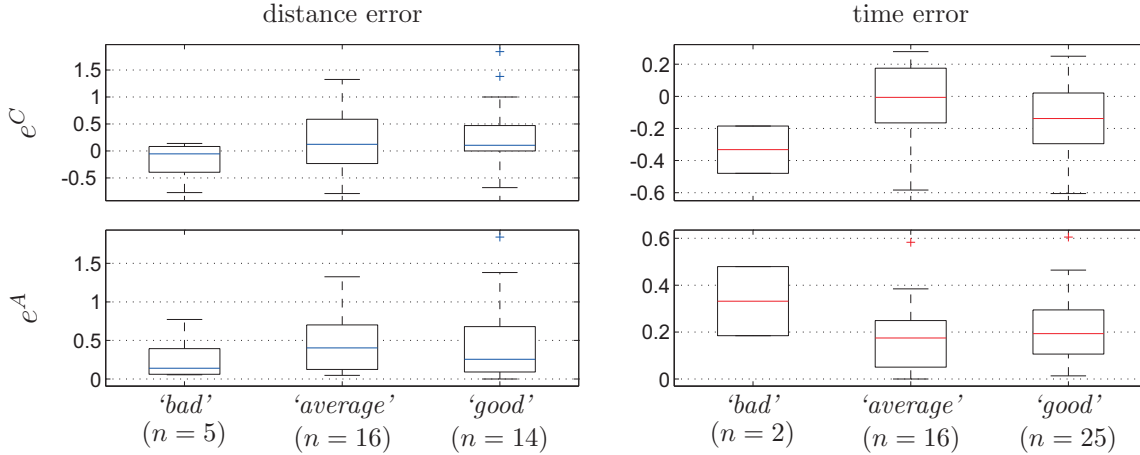 distance error
time error
e^C
1.5
1
0.5
0
-0.5
0.2
0
-0.2
-0.4
-0.6
e^A
1.5
1
0.5
0
0.6
0.4
0.2
0
‘bad’ ‘average’ ‘good’
(n = 5) (n = 16) (n = 14)
‘bad’ ‘average’ ‘good’
(n = 2) (n = 16) (n = 25)